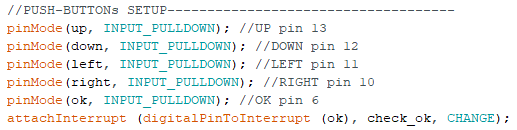 //PUSH-BUTTONs SETUP-------------------------------------
pinMode(up, INPUT_PULLDOWN); //UP pin 13
pinMode(down, INPUT_PULLDOWN); //DOWN pin 12
pinMode(left, INPUT_PULLDOWN); //LEFT pin 11
pinMode(right, INPUT_PULLDOWN); //RIGHT pin 10
pinMode(ok, INPUT_PULLDOWN); //OK pin 6
attachInterrupt (digitalPinToInterrupt (ok), check_ok, CHANGE);